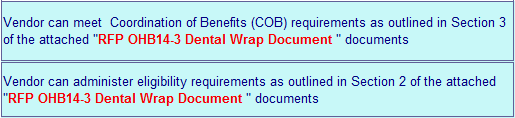 Vendor can meet  Coordination of Benefits (COB) requirements as outlined in Section 3
of the attached "RFP OHB14-3 Dental Wrap Document " documents
Vendor can administer eligibility requirements as outlined in Section 2 of the attached
"RFP OHB14-3 Dental Wrap Document " documents